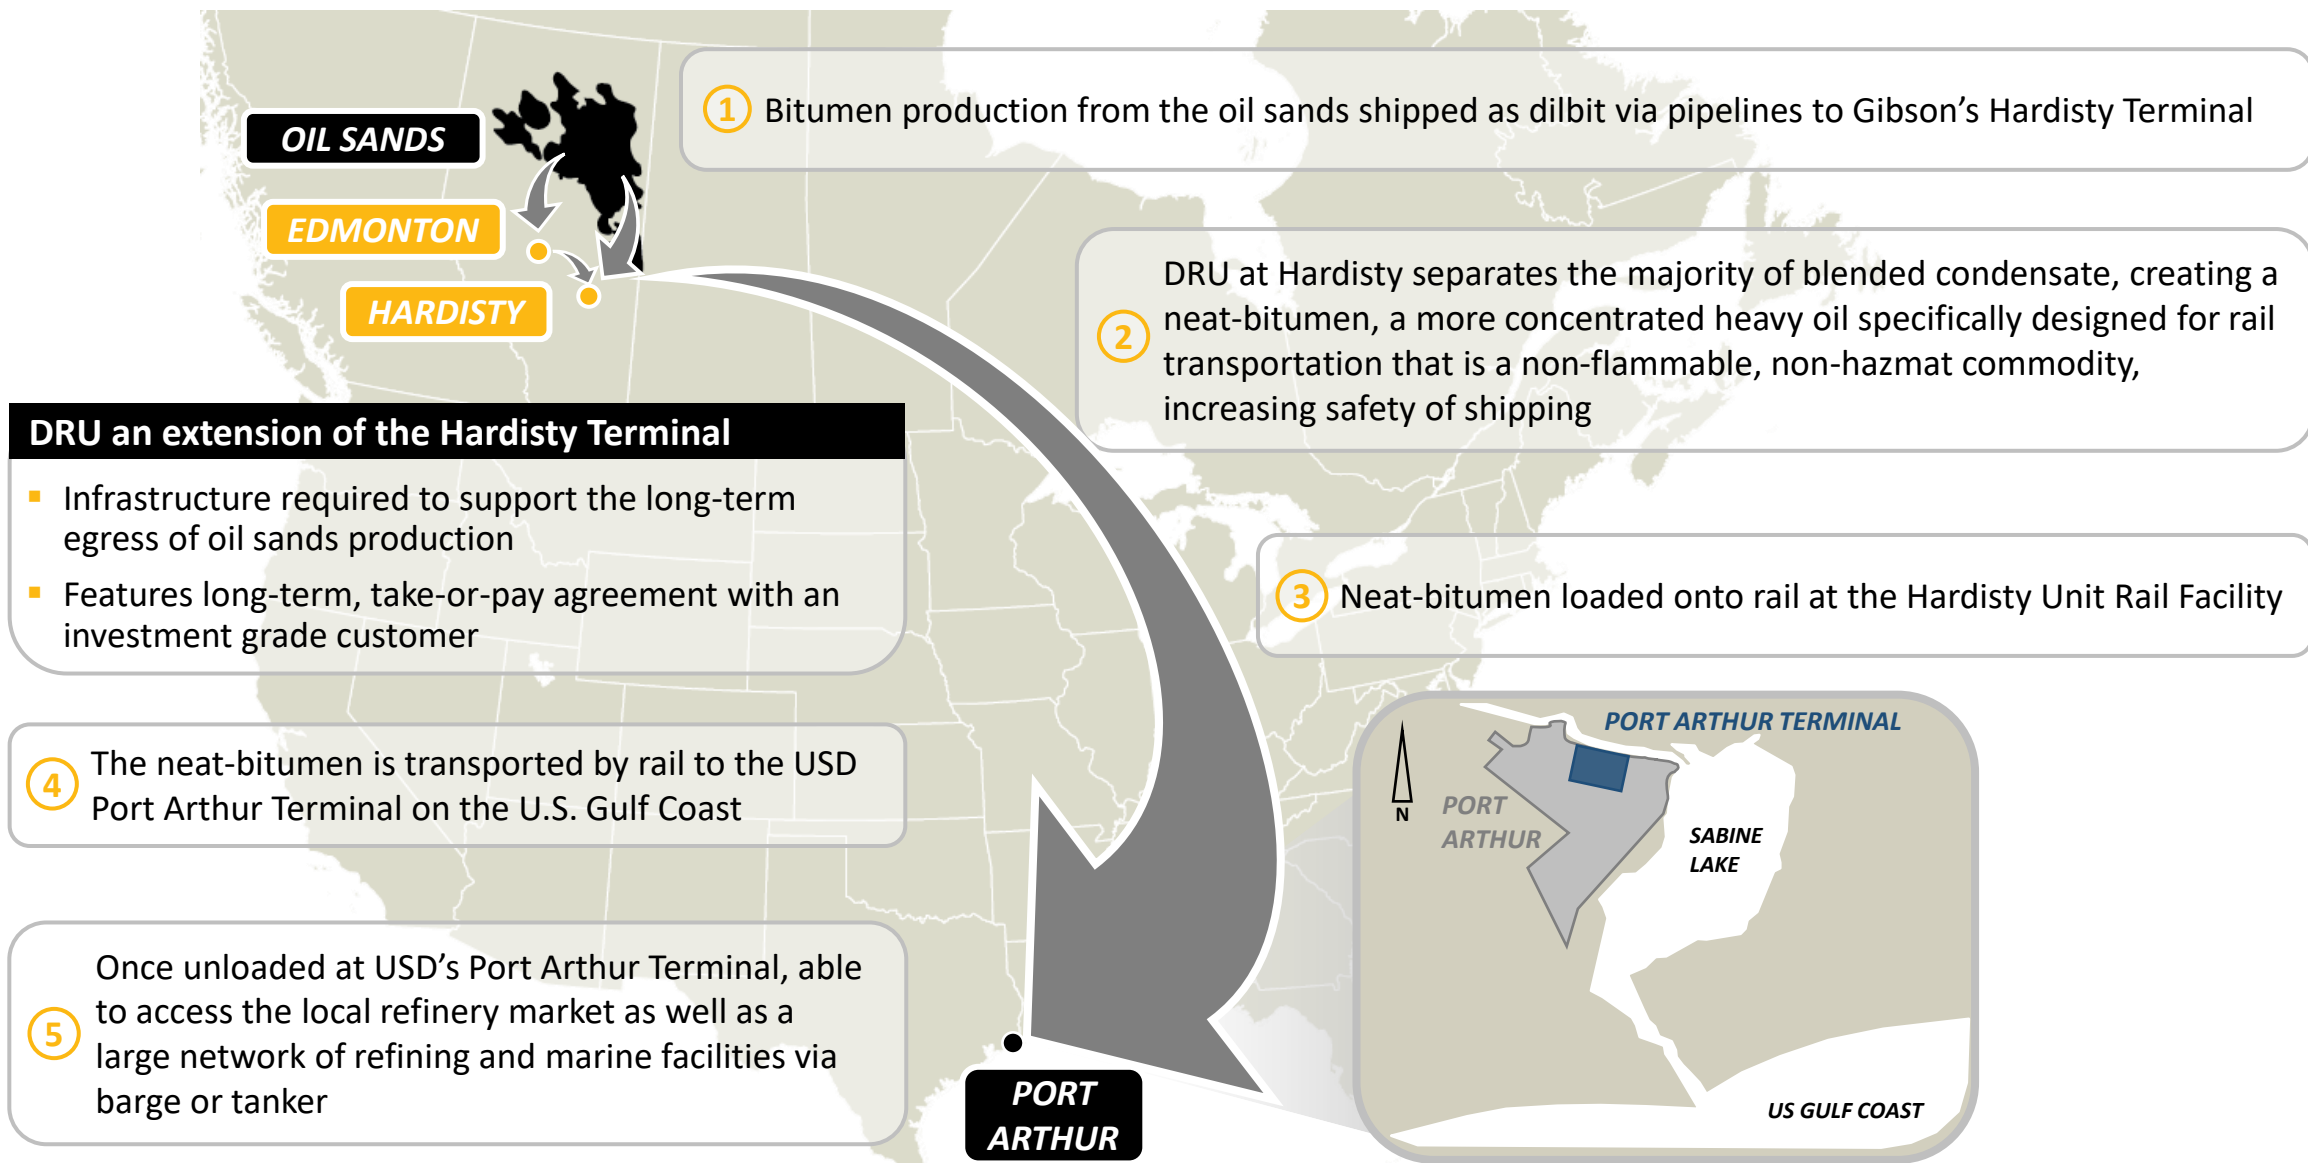 OIL SANDS
EDMONTON
HARDISTY
1
Bitumen production from the oil sands shipped as dilbit via pipelines to Gibson’s Hardisty Terminal
2
DRU at Hardisty separates the majority of blended condensate, creating a
neat-bitumen, a more concentrated heavy oil specifically designed for rail
transportation that is a non-flammable, non-hazmat commodity,
increasing safety of shipping
DRU an extension of the Hardisty Terminal
▪ Infrastructure required to support the long-term
egress of oil sands production
▪ Features long-term, take-or-pay agreement with an
investment grade customer
3
Neat-bitumen loaded onto rail at the Hardisty Unit Rail Facility
4
The neat-bitumen is transported by rail to the USD
Port Arthur Terminal on the U.S. Gulf Coast
5
Once unloaded at USD’s Port Arthur Terminal, able
to access the local refinery market as well as a
large network of refining and marine facilities via
barge or tanker
PORT
ARTHUR
PORT ARTHUR TERMINAL
N
PORT
ARTHUR
SABINE
LAKE
US GULF COAST